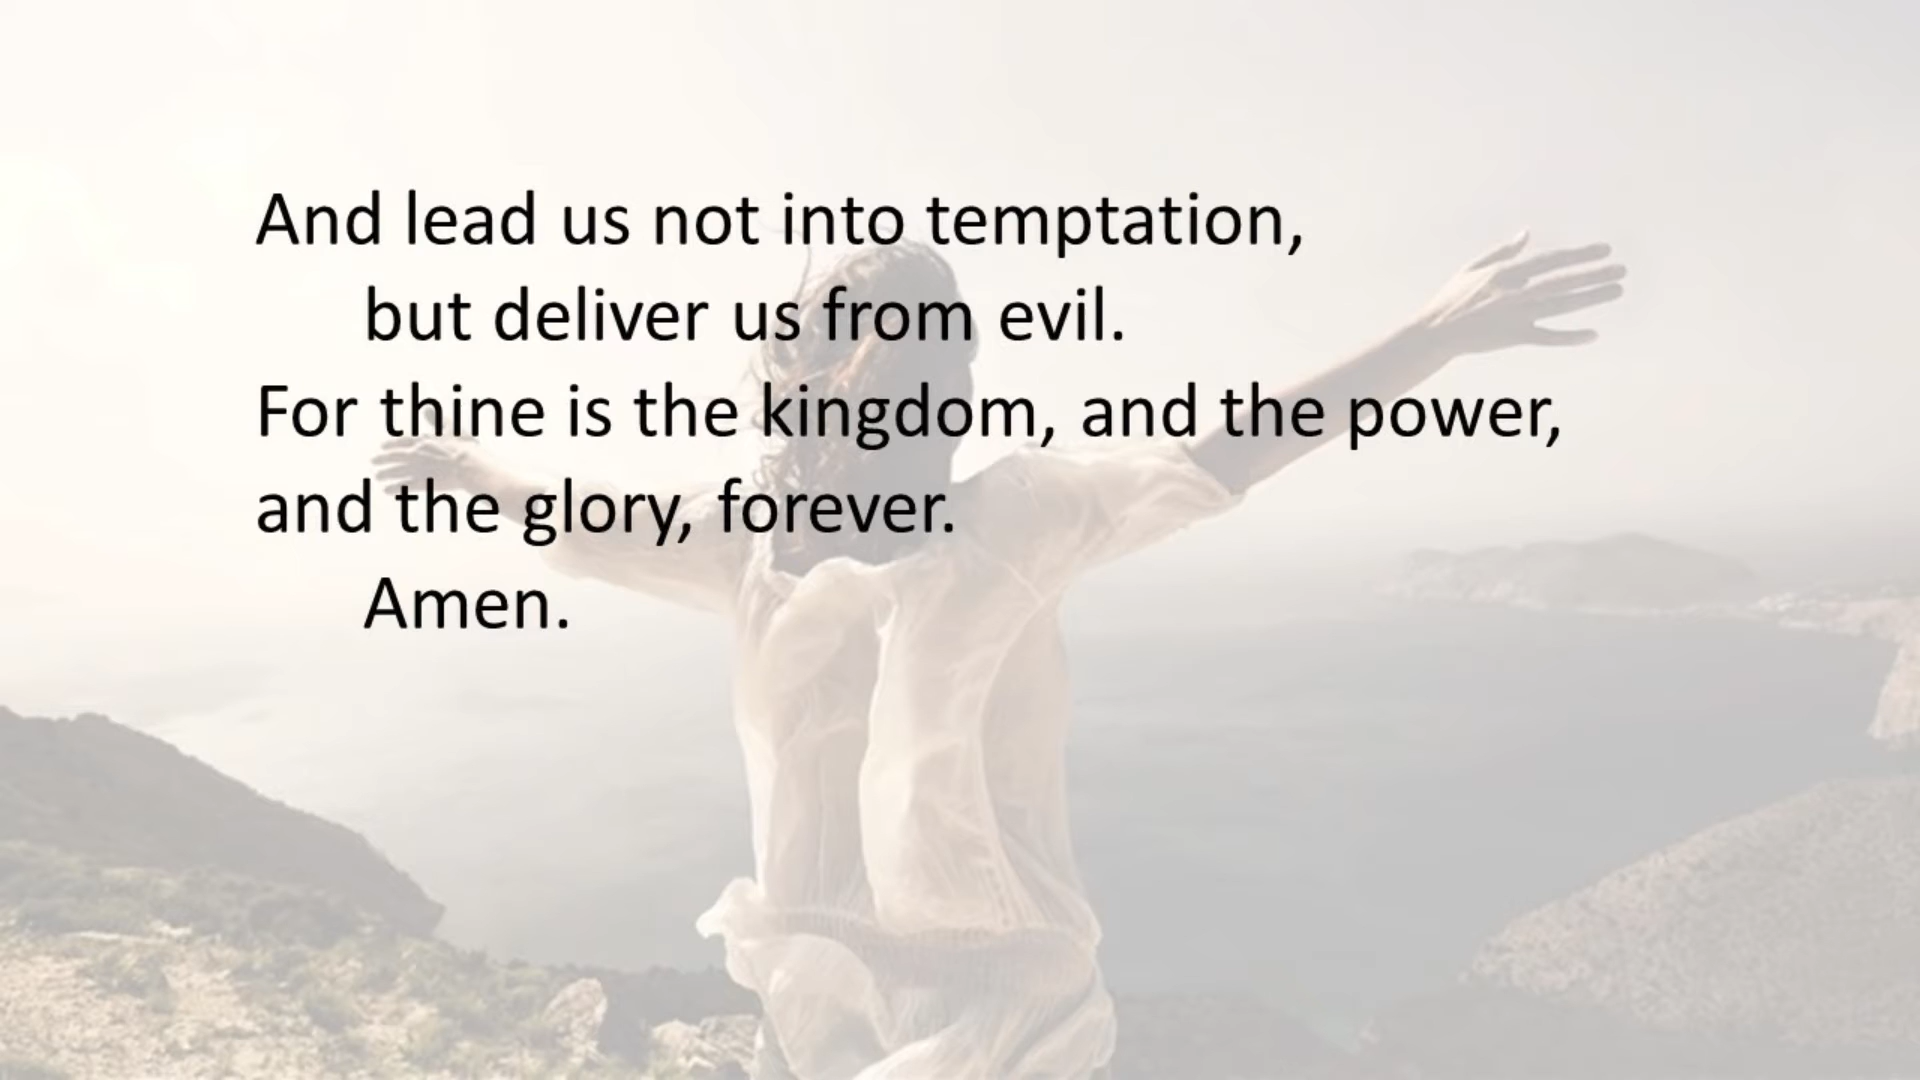 And lead us not into temptation,
but deliver us from evil.
For thine is the kingdom, and the power,
and the glory, forever.
Amen.